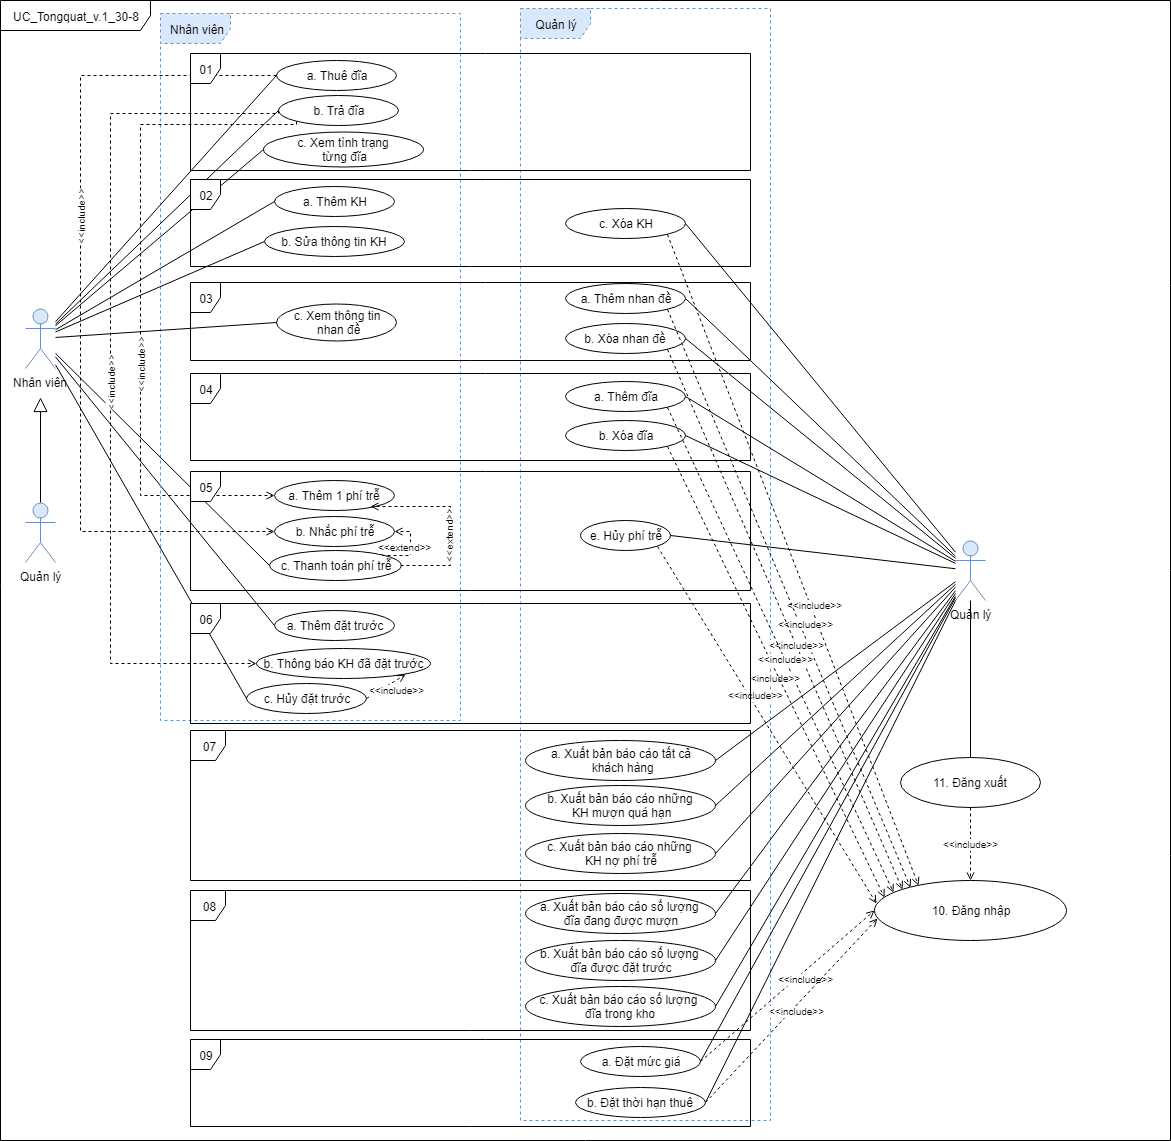 UC_Tongquat_v.1_30-8
Nhân viên
Quản lý
01
a. Thuê đĩa
b. Trả đĩa
c. Xem tình trạng
từng đĩa
<<include>>
02
a. Thêm KH
b. Sửa thông tin KH
c. Xóa KH
03
a. Thêm nhan đề
b. Xóa nhan đề
c. Xem thông tin
nhan đề
Nhân viên
<<include>>
<<include>>
04
a. Thêm đĩa
b. Xóa đĩa
05
a. Thêm 1 phí trễ
b. Nhắc phí trễ
<<extend>>
<<extend>>
c. Thanh toán phí trễ
e. Hủy phí trễ
Quản lý
Quản lý
06
a. Thêm đặt trước
b. Thông báo KH đã đặt trước
c. Hủy đặt trước
<<include>>
<<include>>
<<include>>
<<include>>
<<include>>
<<include>>
<<include>>
07
a. Xuất bản báo cáo tất cả
khách hàng
b. Xuất bản báo cáo những
KH mượn quá hạn
c. Xuất bản báo cáo những
KH nợ phí trễ
11. Đăng xuất
<<include>>
10. Đăng nhập
08
a. Xuất bản báo cáo số lượng
đĩa đang được mượn
b. Xuất bản báo cáo số lượng
đĩa được đặt trước
c. Xuất bản báo cáo số lượng
đĩa trong kho
<<include>>
<<include>>
09
a. Đặt mức giá
b. Đặt thời hạn thuê